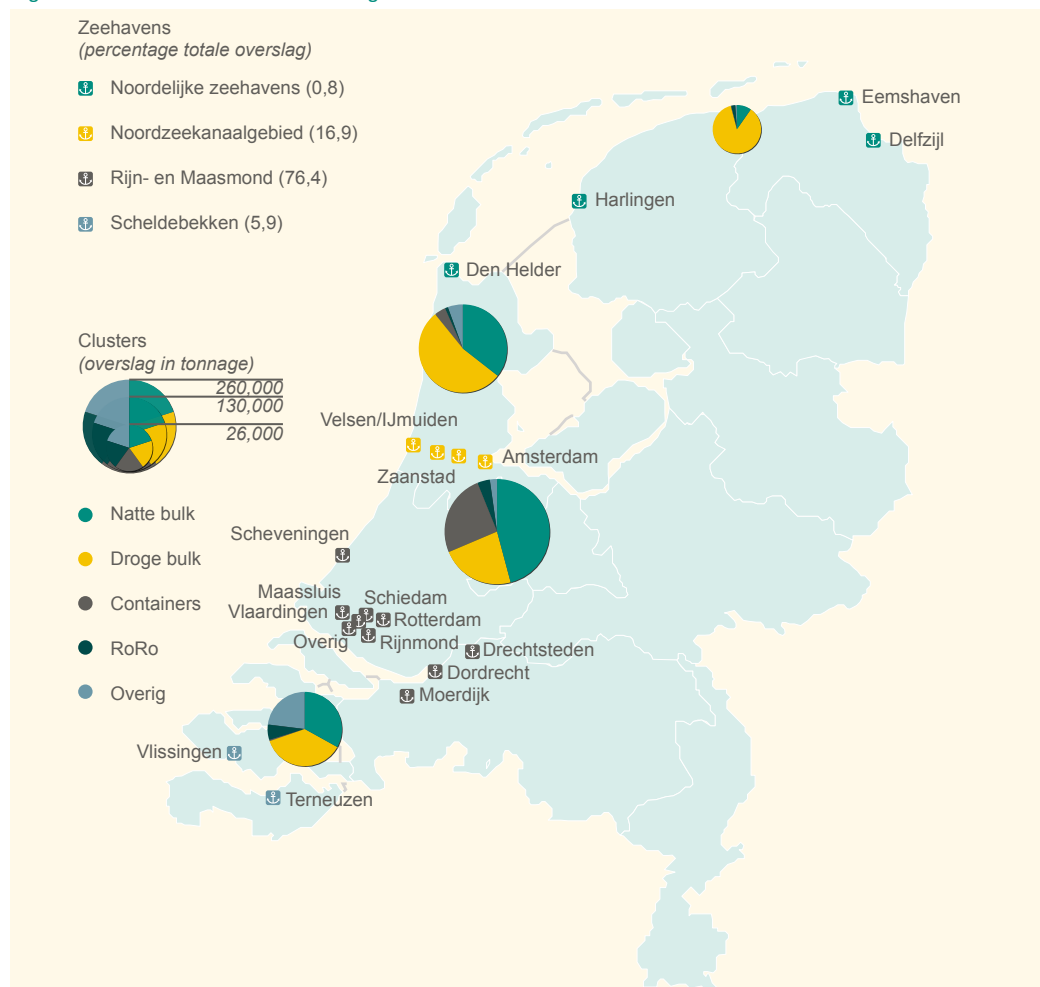 Zeehavens
(percentage totale overslag)
Noordelijke zeehavens (0,8)
Noordzeekanaalgebied (16,9)
Rijn- en Maasmond (76,4)
Scheldebekken (5,9)
Clusters
(overslag in tonnage)
260,000
130,000
26,000
Natte bulk
Droge bulk
Containers
RoRo
Overig
Eemshaven
Delfzijl
Harlingen
Den Helder
Velsen/IJmuiden
Amsterdam
Zaanstad
Scheveningen
Maassluis
Schiedam
Vlaardingen
Rotterdam
Overig
Rijnmond
Drechtsteden
Dordrecht
Moerdijk
Vlissingen
Terneuzen